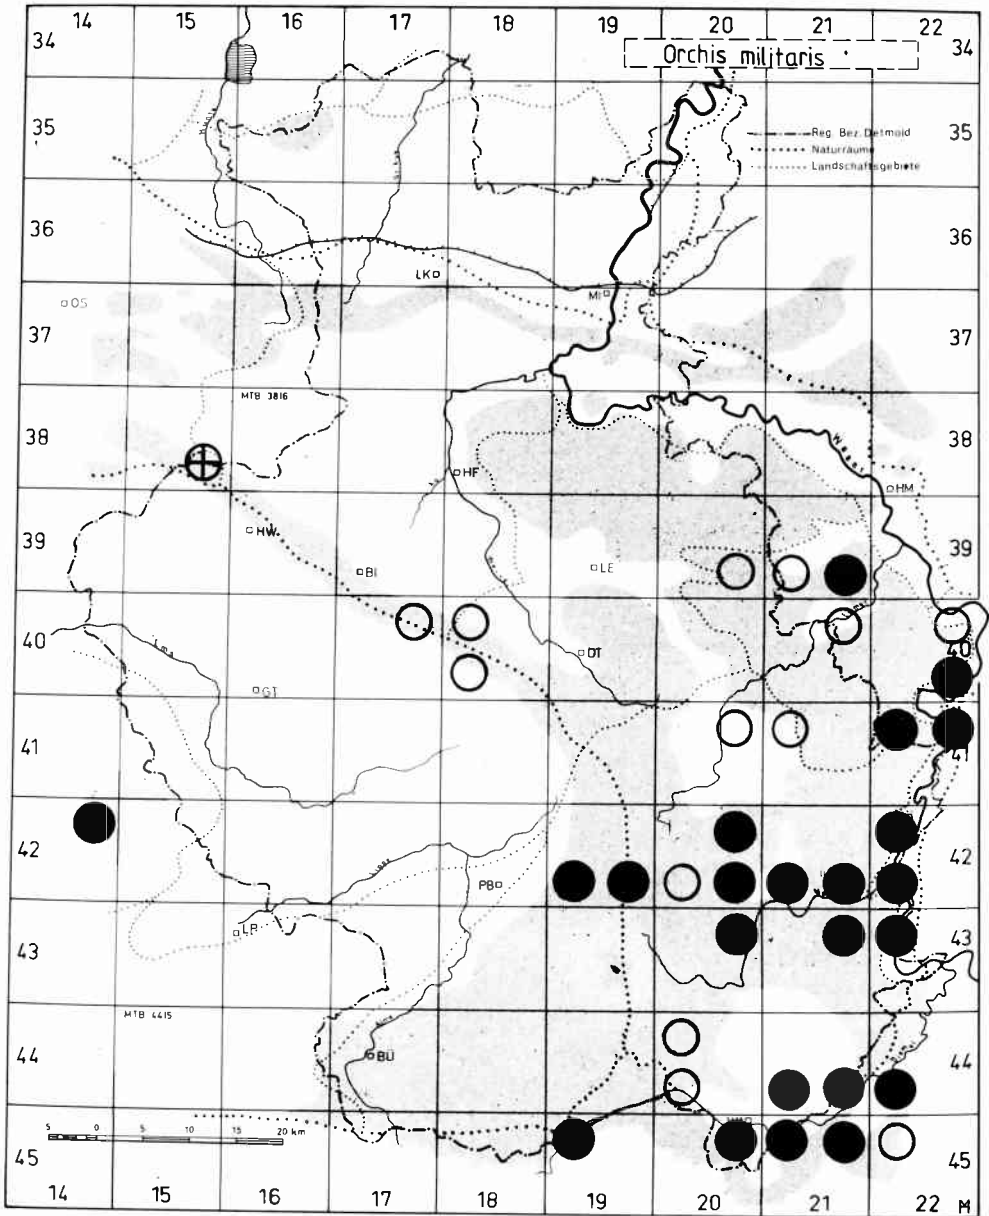 14 15 16 17 18 19 20 21 22
34 34
Orchis militaris
35 35
Reg. Bez. Detmold
Naturräume
Landschaftsgebiete
36 36
LK
MI
OS
37 37
MTB 3816
38 38
HF
HM
HW
39 39
BI
LE
40 40
DT
GT
41 41
42 42
PB
LP
43 43
MTB 4415
44 44
BÜ
5 0 5 10 15 20 km
45 45
14 15 16 17 18 19 20 21 22 M